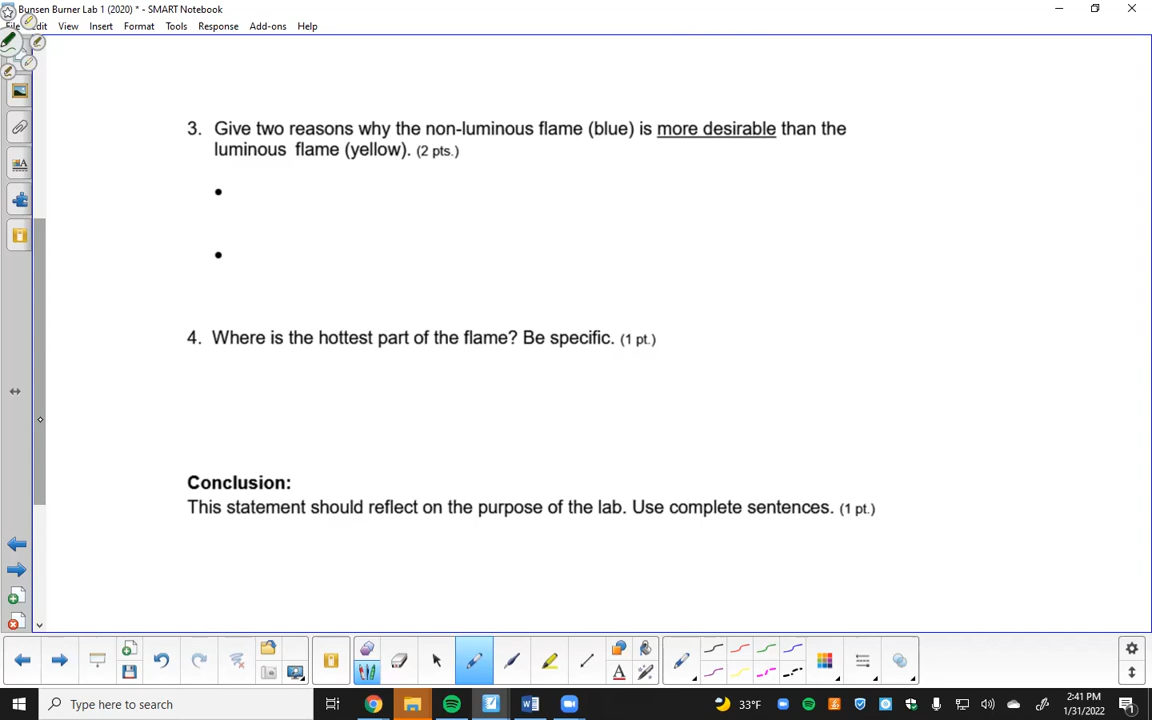 Bunsen Burner Lab 1 (2020) * - SMART Notebook
View Insert Format Tools Response Add-ons Help
3. Give two reasons why the non-luminous flame (blue) is more desirable than the
luminous flame (yellow). (2 pts.)
•
•
4. Where is the hottest part of the flame? Be specific. (1 pt.)
Conclusion:
This statement should reflect on the purpose of the lab. Use complete sentences. (1 pt.)
Type here to search
33°F
2:41 PM
1/31/2022
1